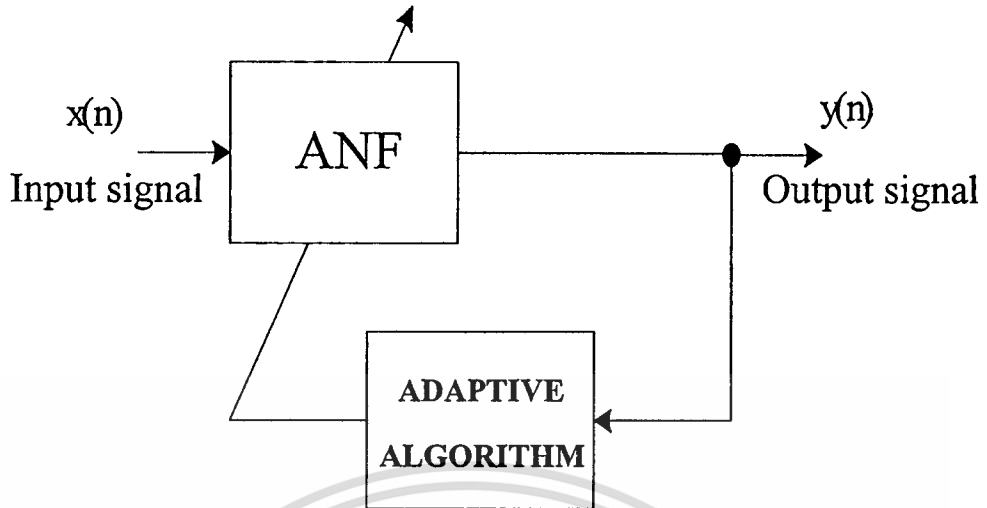 x(n)
Input signal
ANF
y(n)
Output signal
ADAPTIVE
ALGORITHM